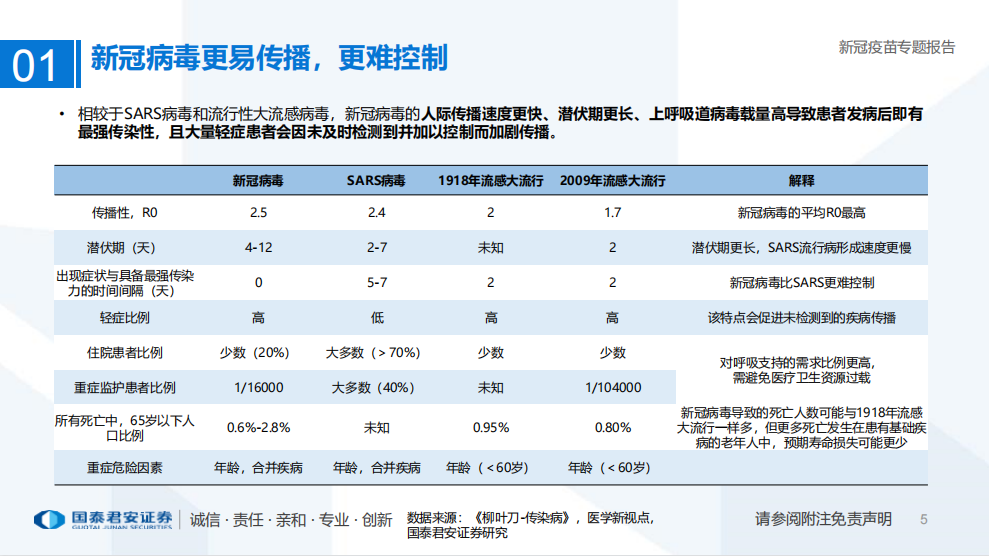 01
新冠病毒更易传播，更难控制
新冠疫苗专题报告
• 相较于SARS病毒和流行性大流感病毒，新冠病毒的人际传播速度更快、潜伏期更长、上呼吸道病毒载量高导致患者发病后即有
最强传染性，且大量轻症患者会因未及时检测到并加以控制而加剧传播。
新冠病毒 SARS病毒 1918年流感大流行 2009年流感大流行 解释
传播性，R0 2.5 2.4 2 1.7 新冠病毒的平均R0最高
潜伏期（天） 4-12 2-7 未知 2 潜伏期更长，SARS流行病形成速度更慢
出现症状与具备最强传染
力的时间间隔（天） 0 5-7 2 2 新冠病毒比SARS更难控制
轻症比例 高 低 高 高 该特点会促进未检测到的疾病传播
住院患者比例 少数（20%） 大多数（＞70%） 少数 少数
对呼吸支持的需求比例更高，
需避免医疗卫生资源过载
重症监护患者比例 1/16000 大多数（40%） 未知 1/104000
所有死亡中，65岁以下人
口比例 0.6%-2.8% 未知 0.95% 0.80%
新冠病毒导致的死亡人数可能与1918年流感
大流行一样多，但更多死亡发生在患有基础疾
病的老年人中，预期寿命损失可能更少
重症危险因素 年龄，合并疾病 年龄，合并疾病 年龄（＜60岁） 年龄（＜60岁）
国泰君安证券
GUOTAI JUNAN SECURITIES
诚信 · 责任 · 亲和 · 专业 · 创新
数据来源：《柳叶刀-传染病》，医学新视点，
国泰君安证券研究
请参阅附注免责声明
5